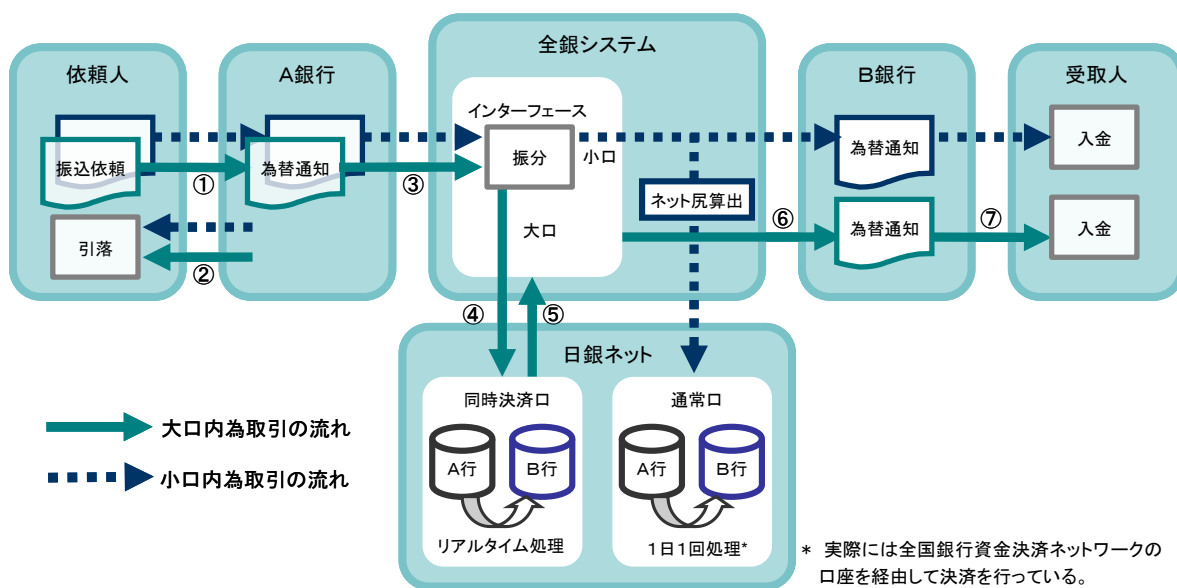 全銀システム
依頼人
A銀行
B銀行
受取人
インターフェース
振込依頼
①
為替通知
③
振分
小口
為替通知
入金
ネット尻算出
引落
②
大口
⑥
為替通知
⑦
入金
④
⑤
日銀ネット
同時決済口
通常口
A行
B行
A行
B行
リアルタイム処理
1日1回処理*
大口内為取引の流れ
小口内為取引の流れ
* 実際には全国銀行資金決済ネットワークの
口座を経由して決済を行っている。